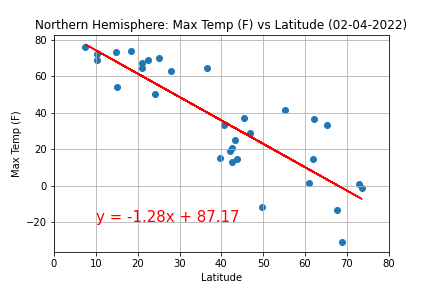 Northern Hemisphere: Max Temp (F) vs Latitude (02-04-2022)
80
60
40
20
0
−20
Max Temp (F)
y = -1.28x + 87.17
0 10 20 30 40 50 60 70 80
Latitude